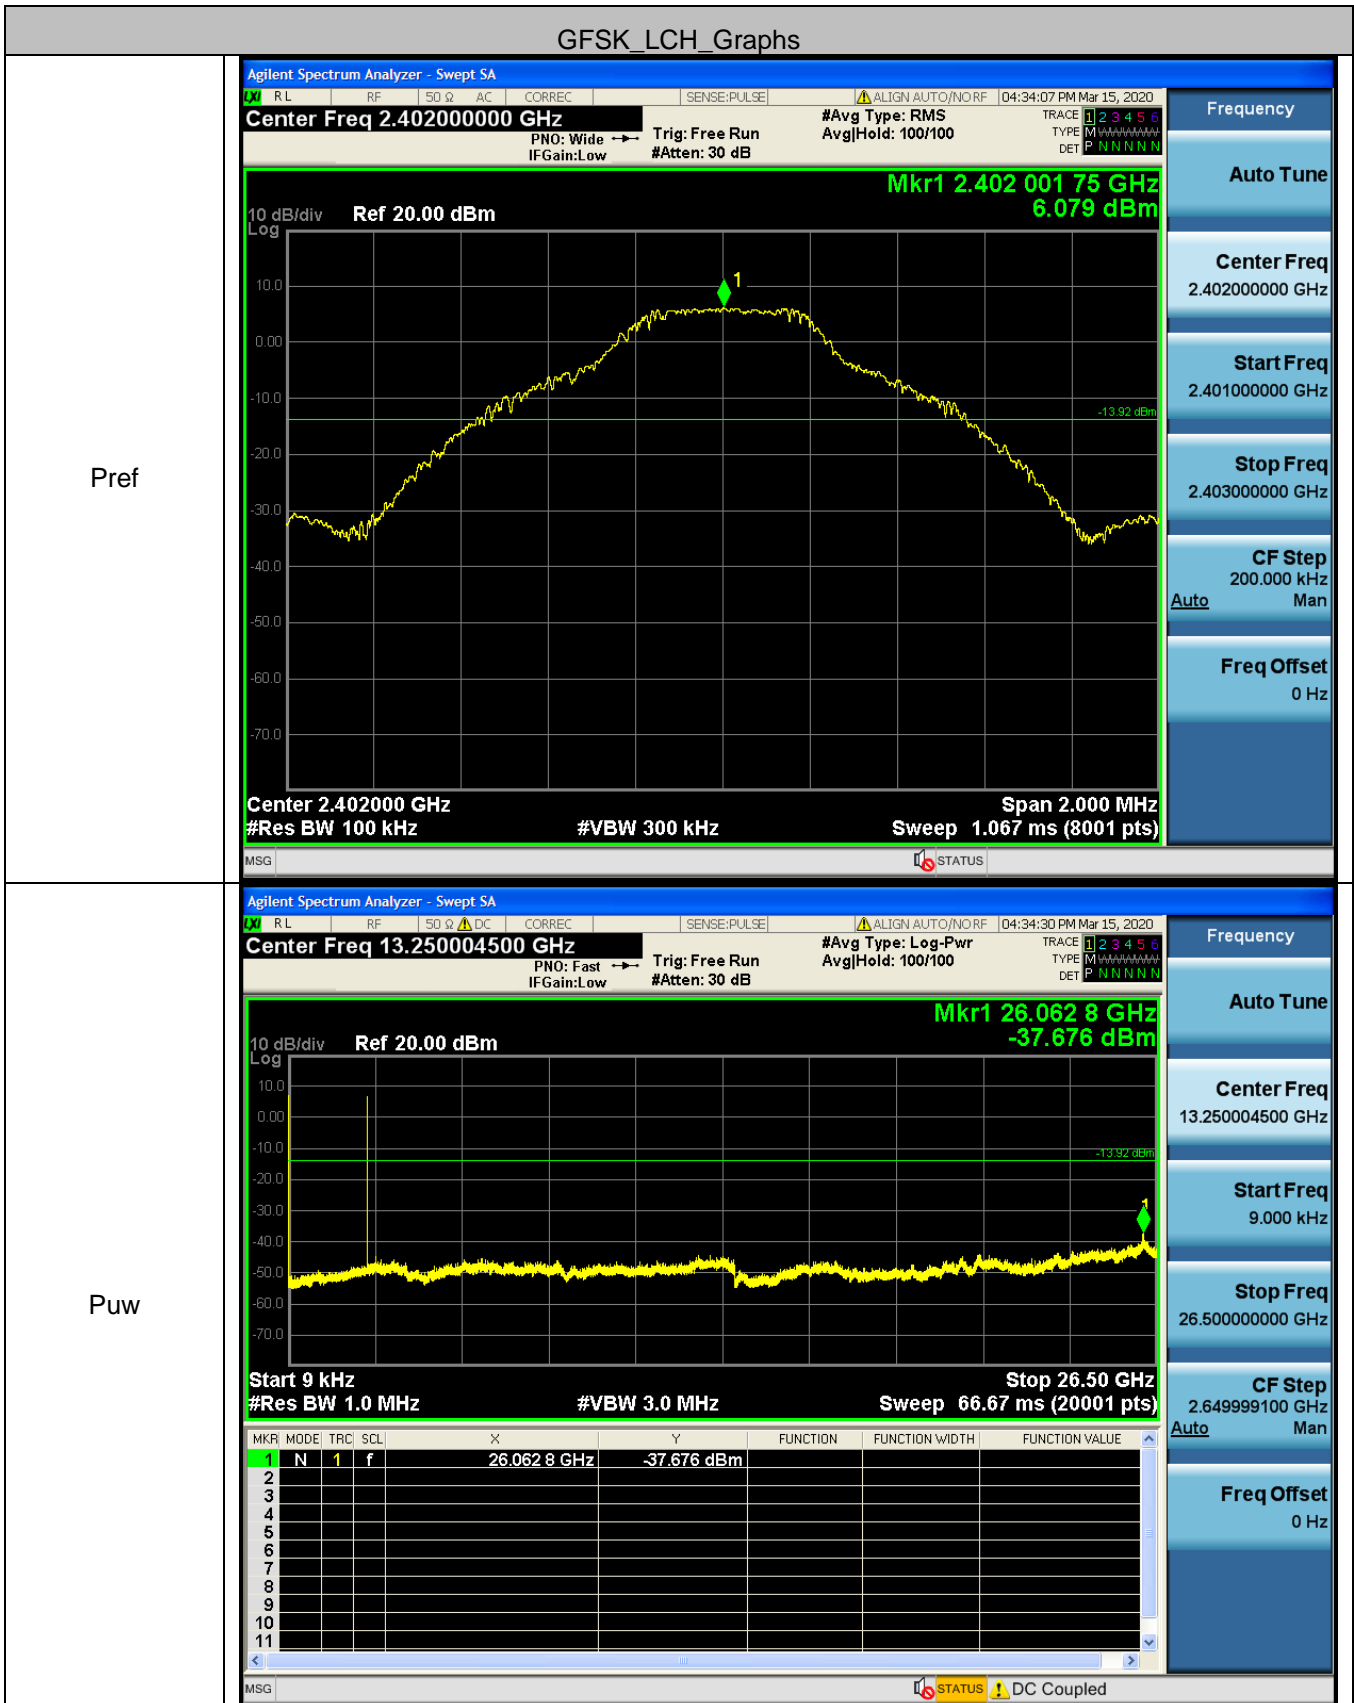 GFSK_LCH_Graphs
Pref
Agilent Spectrum Analyzer - Swept SA
LXI RL RF 50 Ω AC CORREC SENSE:PULSE ALIGN AUTO/NO RF 04:34:07 PM Mar 15, 2020
Center Freq 2.402000000 GHz
PNO: Wide
IFGain:Low
Trig: Free Run
#Atten: 30 dB
#Avg Type: RMS
Avg|Hold: 100/100
TRACE 1 2 3 4 5 6
TYPE M
DET P N N N N N
Mkr1 2.402 001 75 GHz
6.079 dBm
10 dB/div Ref 20.00 dBm
Log
10.0
1
0.00
-10.0
-13.92 dBm
-20.0
-30.0
-40.0
-50.0
-60.0
-70.0
Center 2.402000 GHz Span 2.000 MHz
#Res BW 100 kHz #VBW 300 kHz Sweep 1.067 ms (8001 pts)
MSG STATUS
Frequency
Auto Tune
Center Freq
2.402000000 GHz
Start Freq
2.401000000 GHz
Stop Freq
2.403000000 GHz
CF Step
200.000 kHz
Auto Man
Freq Offset
0 Hz
Puw
Agilent Spectrum Analyzer - Swept SA
LXI RL RF 50 Ω DC CORREC SENSE:PULSE ALIGN AUTO/NO RF 04:34:30 PM Mar 15, 2020
Center Freq 13.250004500 GHz
PNO: Fast
IFGain:Low
Trig: Free Run
#Atten: 30 dB
#Avg Type: Log-Pwr
Avg|Hold: 100/100
TRACE 1 2 3 4 5 6
TYPE M
DET P N N N N N
Mkr1 26.062 8 GHz
-37.676 dBm
10 dB/div Ref 20.00 dBm
Log
10.0
0.00
-10.0
-13.92 dBm
-20.0
-30.0
1
-40.0
-50.0
-60.0
-70.0
Start 9 kHz Stop 26.50 GHz
#Res BW 1.0 MHz #VBW 3.0 MHz Sweep 66.67 ms (20001 pts)
MKR MODE TRC SCL X Y FUNCTION FUNCTION WIDTH FUNCTION VALUE
1 N 1 f 26.062 8 GHz -37.676 dBm
2
3
4
5
6
7
8
9
10
11
MSG STATUS DC Coupled
Frequency
Auto Tune
Center Freq
13.250004500 GHz
Start Freq
9.000 kHz
Stop Freq
26.500000000 GHz
CF Step
2.649999100 GHz
Auto Man
Freq Offset
0 Hz